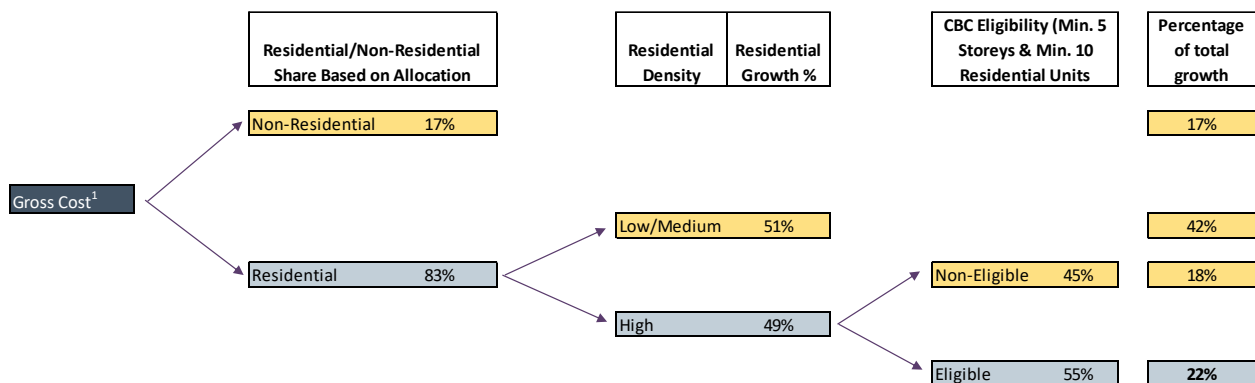 Residential/Non-Residential
Share Based on Allocation
Residential
Density
Residential
Growth %
CBC Eligibility (Min. 5
Storeys & Min. 10
Residential Units
Percentage
of total
growth
Non-Residential 17%
17%
Gross Cost1
Low/Medium 51%
42%
Residential 83%
Non-Eligible 45%
18%
High 49%
Eligible 55%
22%